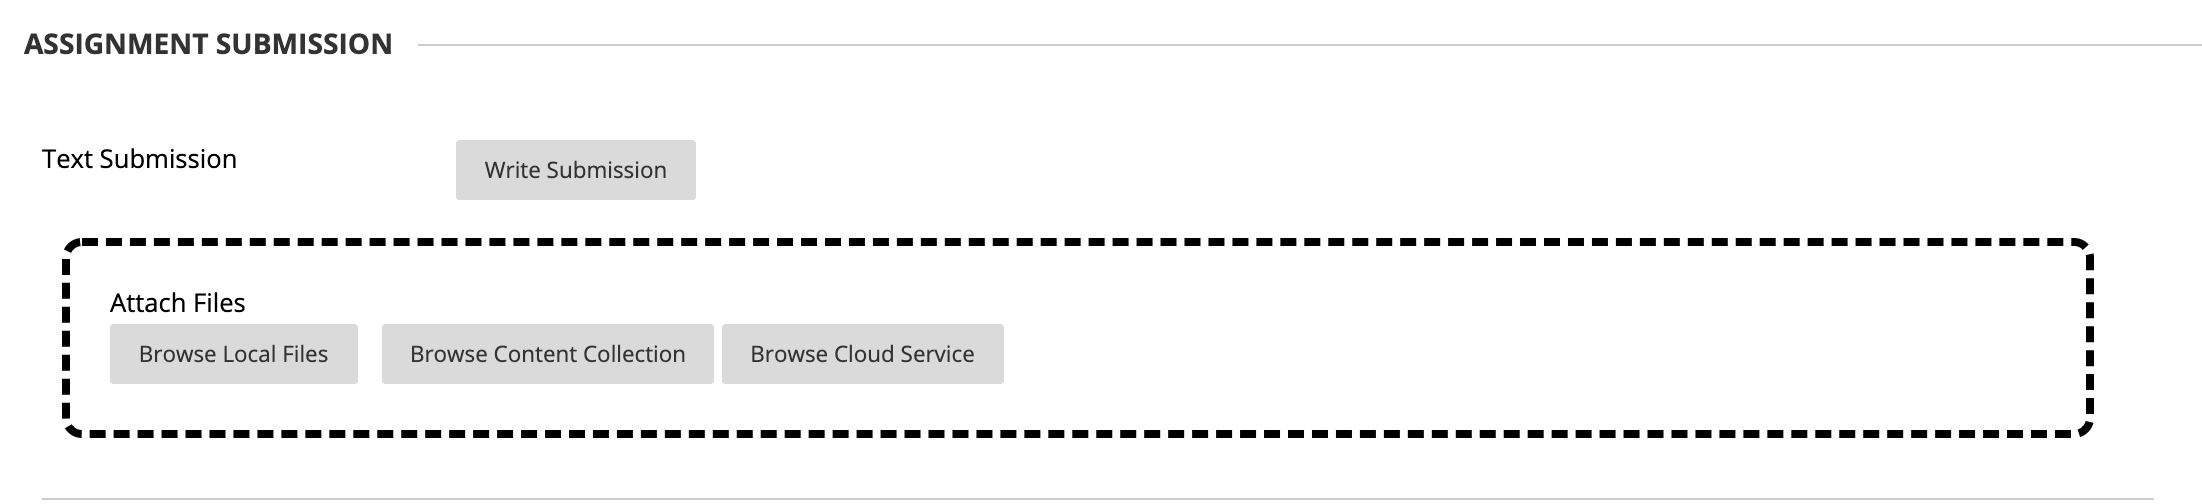 ASSIGNMENT SUBMISSION
Text Submission
Write Submission
Attach Files
Browse Local Files
Browse Content Collection
Browse Cloud Service